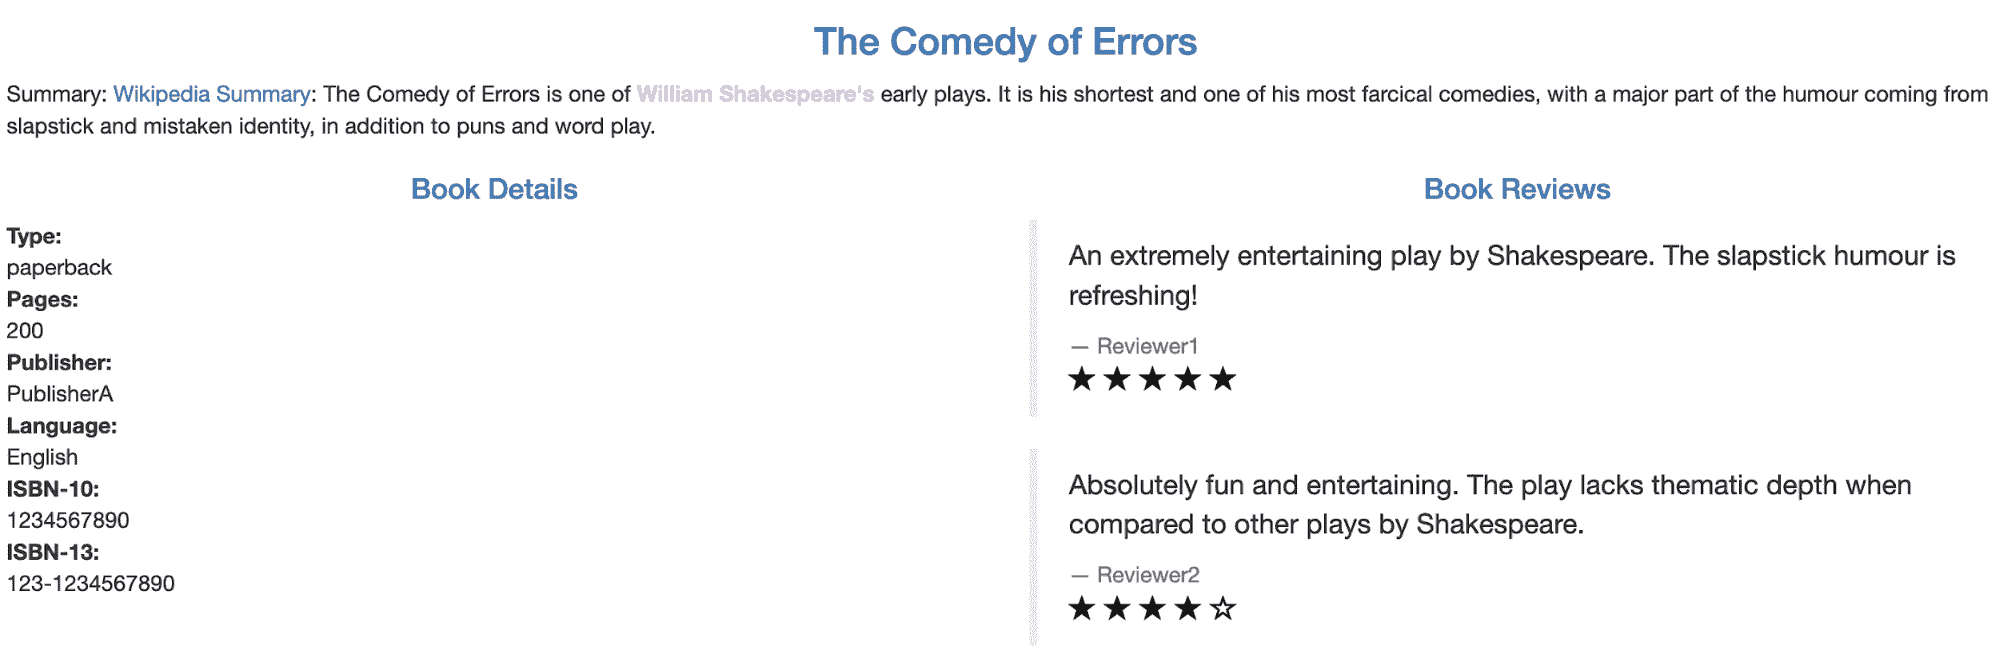 The Comedy of Errors
Summary: Wikipedia Summary: The Comedy of Errors is one of William Shakespeare's early plays. It is his shortest and one of his most farcical comedies, with a major part of the humour coming from
slapstick and mistaken identity, in addition to puns and word play.
Book Details
Type:
paperback
Pages:
200
Publisher:
PublisherA
Language:
English
ISBN-10:
1234567890
ISBN-13:
123-1234567890
Book Reviews
An extremely entertaining play by Shakespeare. The slapstick humour is
refreshing!
— Reviewer1
★★★★★
Absolutely fun and entertaining. The play lacks thematic depth when
compared to other plays by Shakespeare.
— Reviewer2
★★★★☆